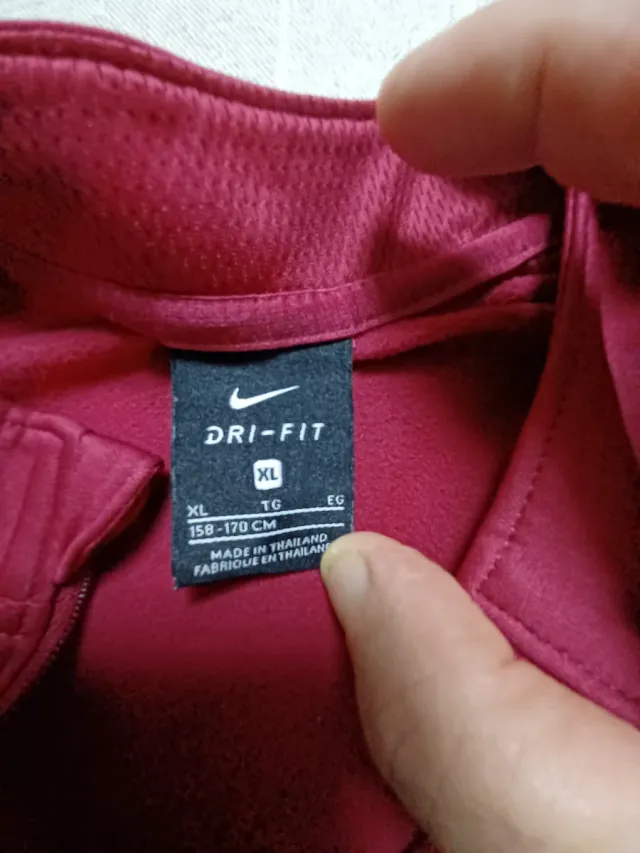 DRI-FIT
XL
XL TG EG
158-170 CM
MADE IN THAILAND
FABRIQUE EN THAILANDE